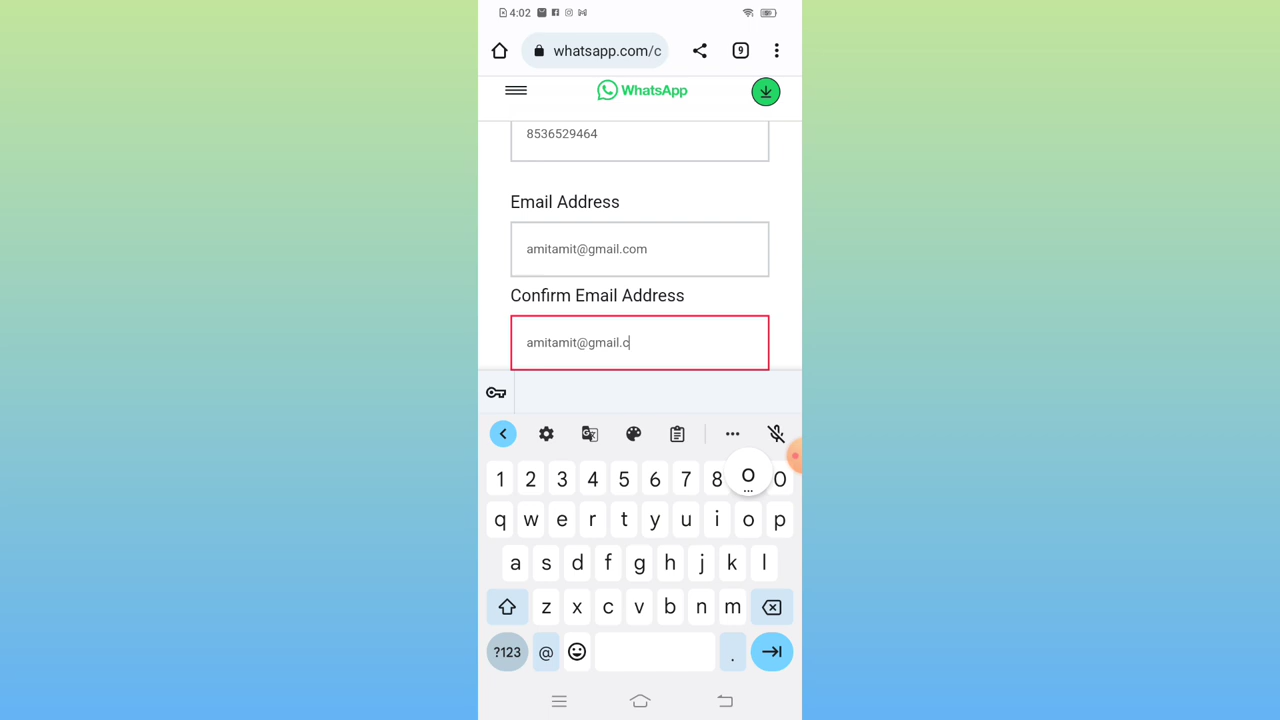 4:02
whatsapp.com/c
9
WhatsApp
8536529464
Email Address
amitamit@gmail.com
Confirm Email Address
amitamit@gmail.c
o
1 2 3 4 5 6 7 8 0
q w e r t y u i o p
a s d f g h j k l
z x c v b n m
?123 @ .